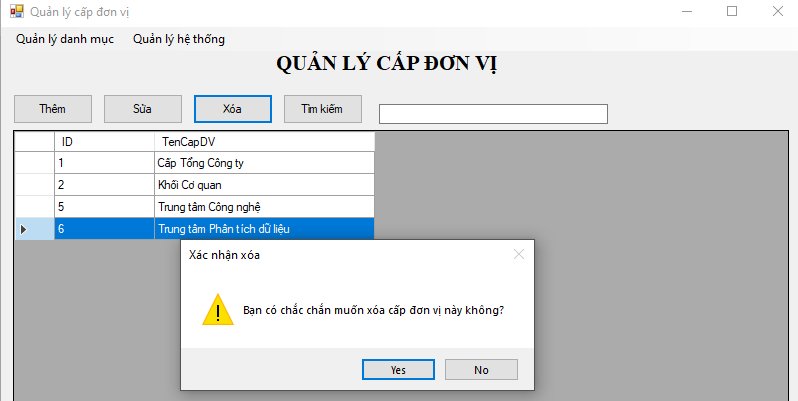 Quản lý cấp đơn vị
Quản lý danh mục Quản lý hệ thống
QUẢN LÝ CẤP ĐƠN VỊ
Thêm Sửa Xóa Tìm kiếm
ID TenCapDV
1 Cấp Tổng Công ty
2 Khối Cơ quan
5 Trung tâm Công nghệ
6 Trung tâm Phân tích dữ liệu
Xác nhận xóa
Bạn có chắc chắn muốn xóa cấp đơn vị này không?
Yes No